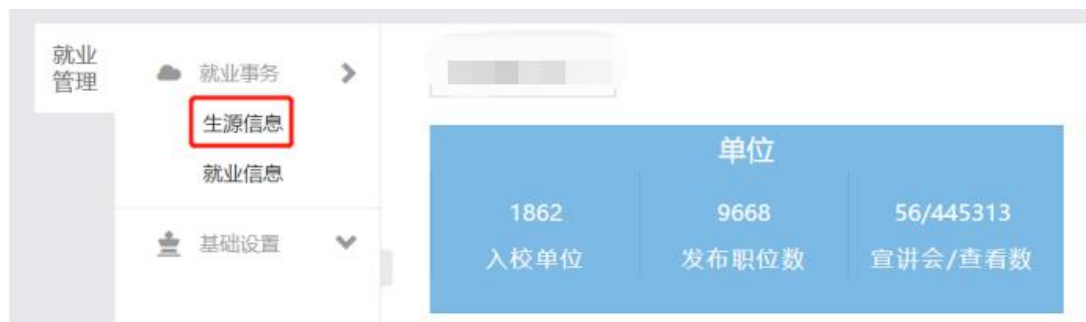 就业
管理
就业事务
生源信息
就业信息
基础设置
单位
1862 9668 56/445313
入校单位 发布职位数 宣讲会/查看数